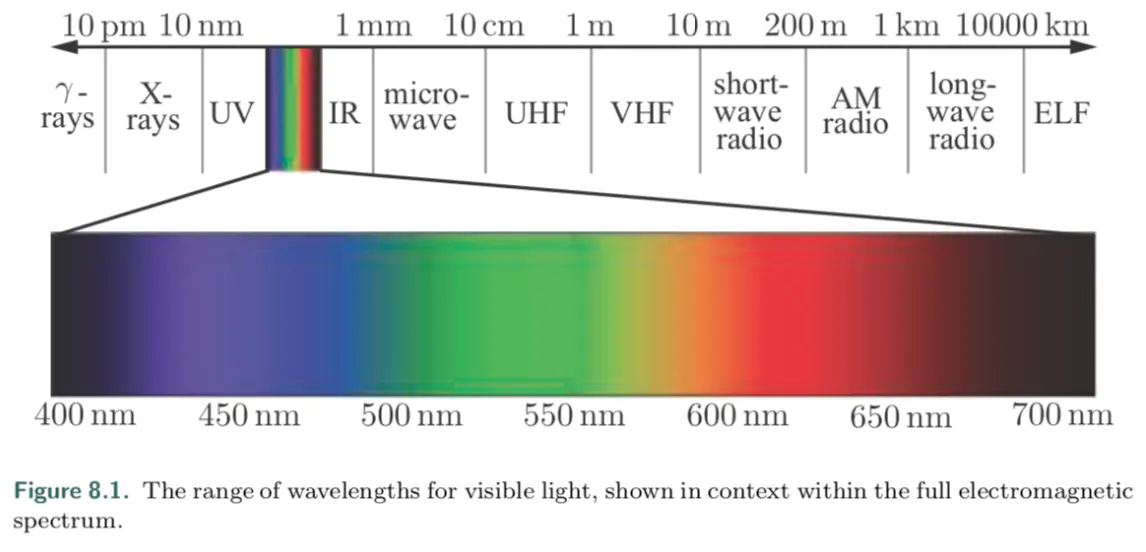 10 pm 10 nm 1 mm 10 cm 1 m 10 m 200 m 1 km 10000 km
γ-
rays
X-
rays
UV
IR
micro-
wave
UHF
VHF
short-
wave
radio
AM
radio
long-
wave
radio
ELF
400 nm 450 nm 500 nm 550 nm 600 nm 650 nm 700 nm
Figure 8.1. The range of wavelengths for visible light, shown in context within the full electromagnetic
spectrum.